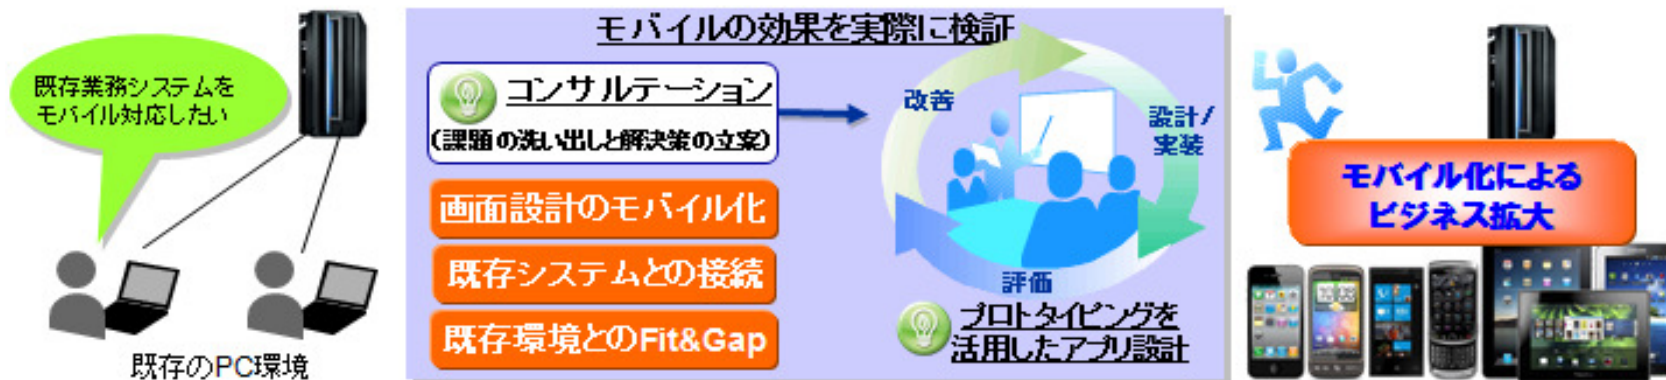 既存業務システムを
モバイル対応したい
既存のPC環境
モバイルの効果を実際に検証
コンサルテーション
(課題の洗い出しと解決策の立案)
画面設計のモバイル化
既存システムとの接続
既存環境とのFit&Gap
改善
設計/
実装
評価
プロトタイピングを
活用したアプリ設計
モバイル化による
ビジネス拡大